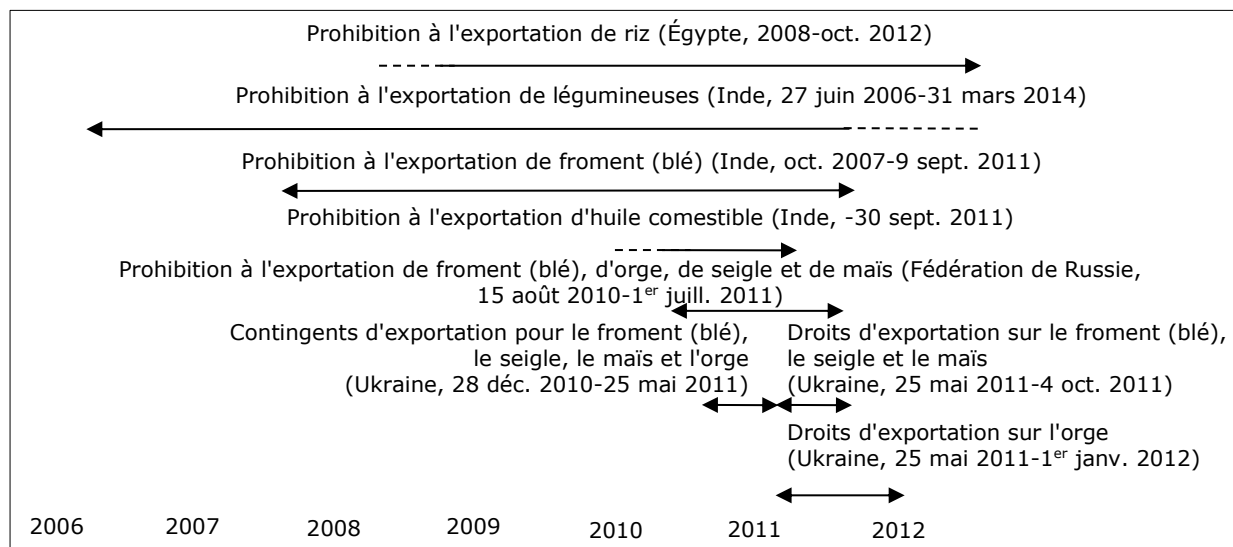 Prohibition à l'exportation de riz (Égypte, 2008-oct. 2012)
Prohibition à l'exportation de légumineuses (Inde, 27 juin 2006-31 mars 2014)
Prohibition à l'exportation de froment (blé) (Inde, oct. 2007-9 sept. 2011)
Prohibition à l'exportation d'huile comestible (Inde, -30 sept. 2011)
Prohibition à l'exportation de froment (blé), d'orge, de seigle et de maïs (Fédération de Russie,
15 août 2010-1er juill. 2011)
Contingents d'exportation pour le froment (blé),
le seigle, le maïs et l'orge
(Ukraine, 28 déc. 2010-25 mai 2011)
Droits d'exportation sur le froment (blé),
le seigle et le maïs
(Ukraine, 25 mai 2011-4 oct. 2011)
Droits d'exportation sur l'orge
(Ukraine, 25 mai 2011-1er janv. 2012)
2006 2007 2008 2009 2010 2011 2012